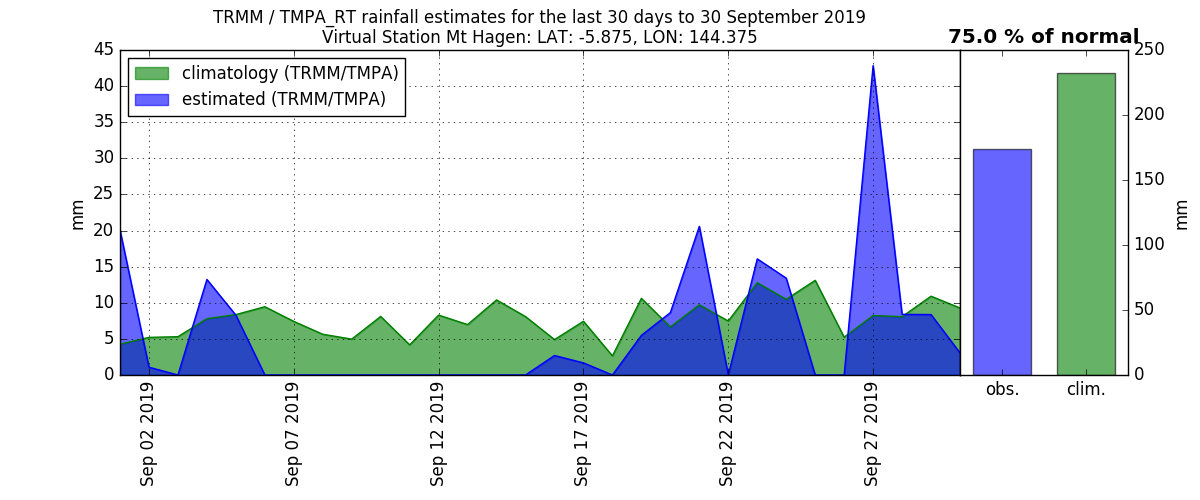 TRMM / TMPA_RT rainfall estimates for the last 30 days to 30 September 2019
Virtual Station Mt Hagen: LAT: -5.875, LON: 144.375
75.0 % of normal
climatology (TRMM/TMPA)
estimated (TRMM/TMPA)
45
40
35
30
25
20
15
10
5
0
mm
Sep 02 2019
Sep 07 2019
Sep 12 2019
Sep 17 2019
Sep 22 2019
Sep 27 2019
250
200
150
100
50
0
mm
obs.
clim.